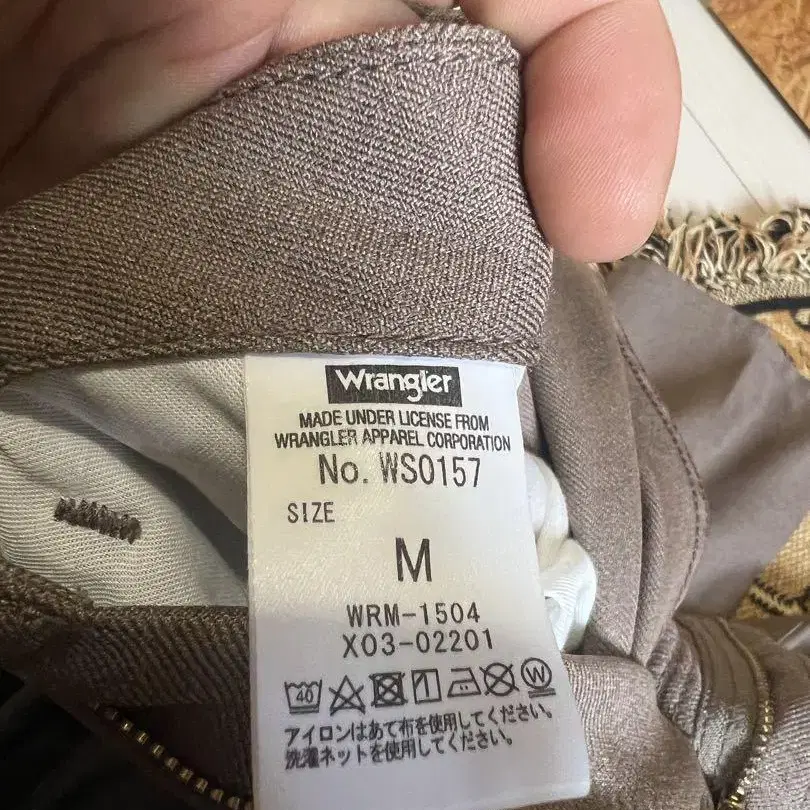 Wrangler
MADE UNDER LICENSE FROM
WRANGLER APPAREL CORPORATION
No. WS0157
SIZE
M
WRM-1504
X03-02201
40 W
アイロンはあて布を使用してください。
洗濯ネットを使用してください。